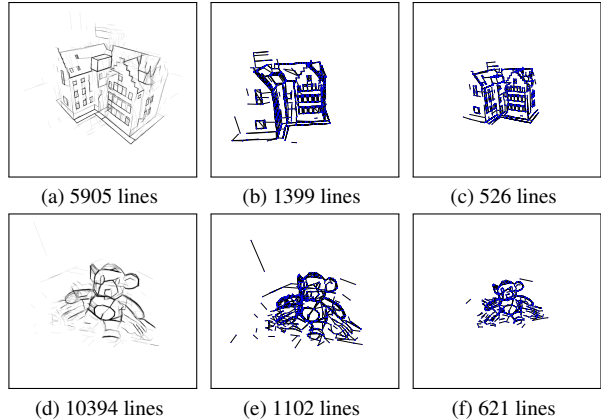 (a) 5905 lines
(b) 1399 lines
(c) 526 lines
(d) 10394 lines
(e) 1102 lines
(f) 621 lines